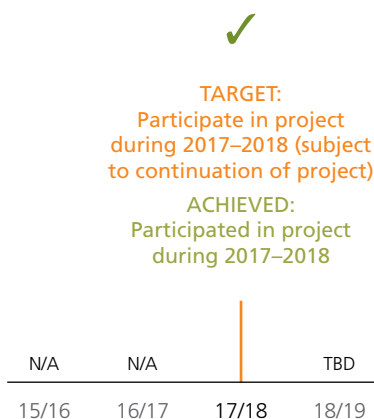 ✓
TARGET:
Participate in project
during 2017–2018 (subject
to continuation of project)
ACHIEVED:
Participated in project
during 2017–2018
N/A N/A TBD
15/16 16/17 17/18 18/19